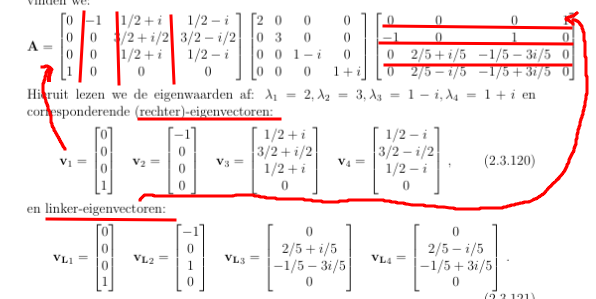 vinden we:
A = [0 −1 1/2 + i 1/2 − i; 0 0 3/2 + i/2 3/2 − i/2; 0 0 1/2 + i 1/2 − i; 1 0 0 0] [2 0 0 0; 0 3 0 0; 0 0 1 − i 0; 0 0 0 1 + i] [0 0 0 1; −1 0 1 0; 0 2/5 + i/5 −1/5 − 3i/5 0; 0 2/5 − i/5 −1/5 + 3i/5 0]
Hieruit lezen we de eigenwaarden af: λ₁ = 2, λ₂ = 3, λ₃ = 1 − i, λ₄ = 1 + i en
corresponderende (rechter)-eigenvectoren:
v₁ = [0; 0; 0; 1] v₂ = [−1; 0; 0; 0] v₃ = [1/2 + i; 3/2 + i/2; 1/2 + i; 0] v₄ = [1/2 − i; 3/2 − i/2; 1/2 − i; 0] , (2.3.120)
en linker-eigenvectoren:
v_L1 = [0; 0; 0; 1] v_L2 = [−1; 0; 1; 0] v_L3 = [0; 2/5 + i/5; −1/5 − 3i/5; 0] v_L4 = [0; 2/5 − i/5; −1/5 + 3i/5; 0] .
(2.3.121)